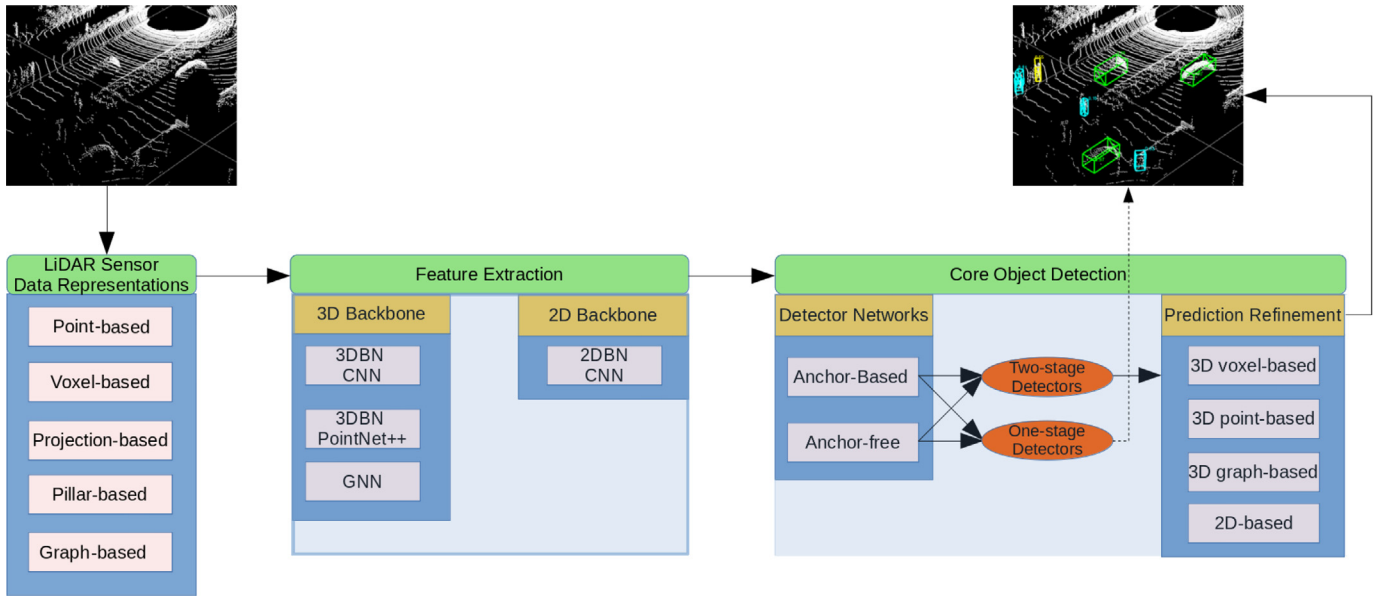 LiDAR Sensor
Data Representations
Point-based
Voxel-based
Projection-based
Pillar-based
Graph-based
Feature Extraction
3D Backbone
3DBN
CNN
3DBN
PointNet++
GNN
2D Backbone
2DBN
CNN
Core Object Detection
Detector Networks
Anchor-Based
Anchor-free
Two-stage
Detectors
One-stage
Detectors
Prediction Refinement
3D voxel-based
3D point-based
3D graph-based
2D-based